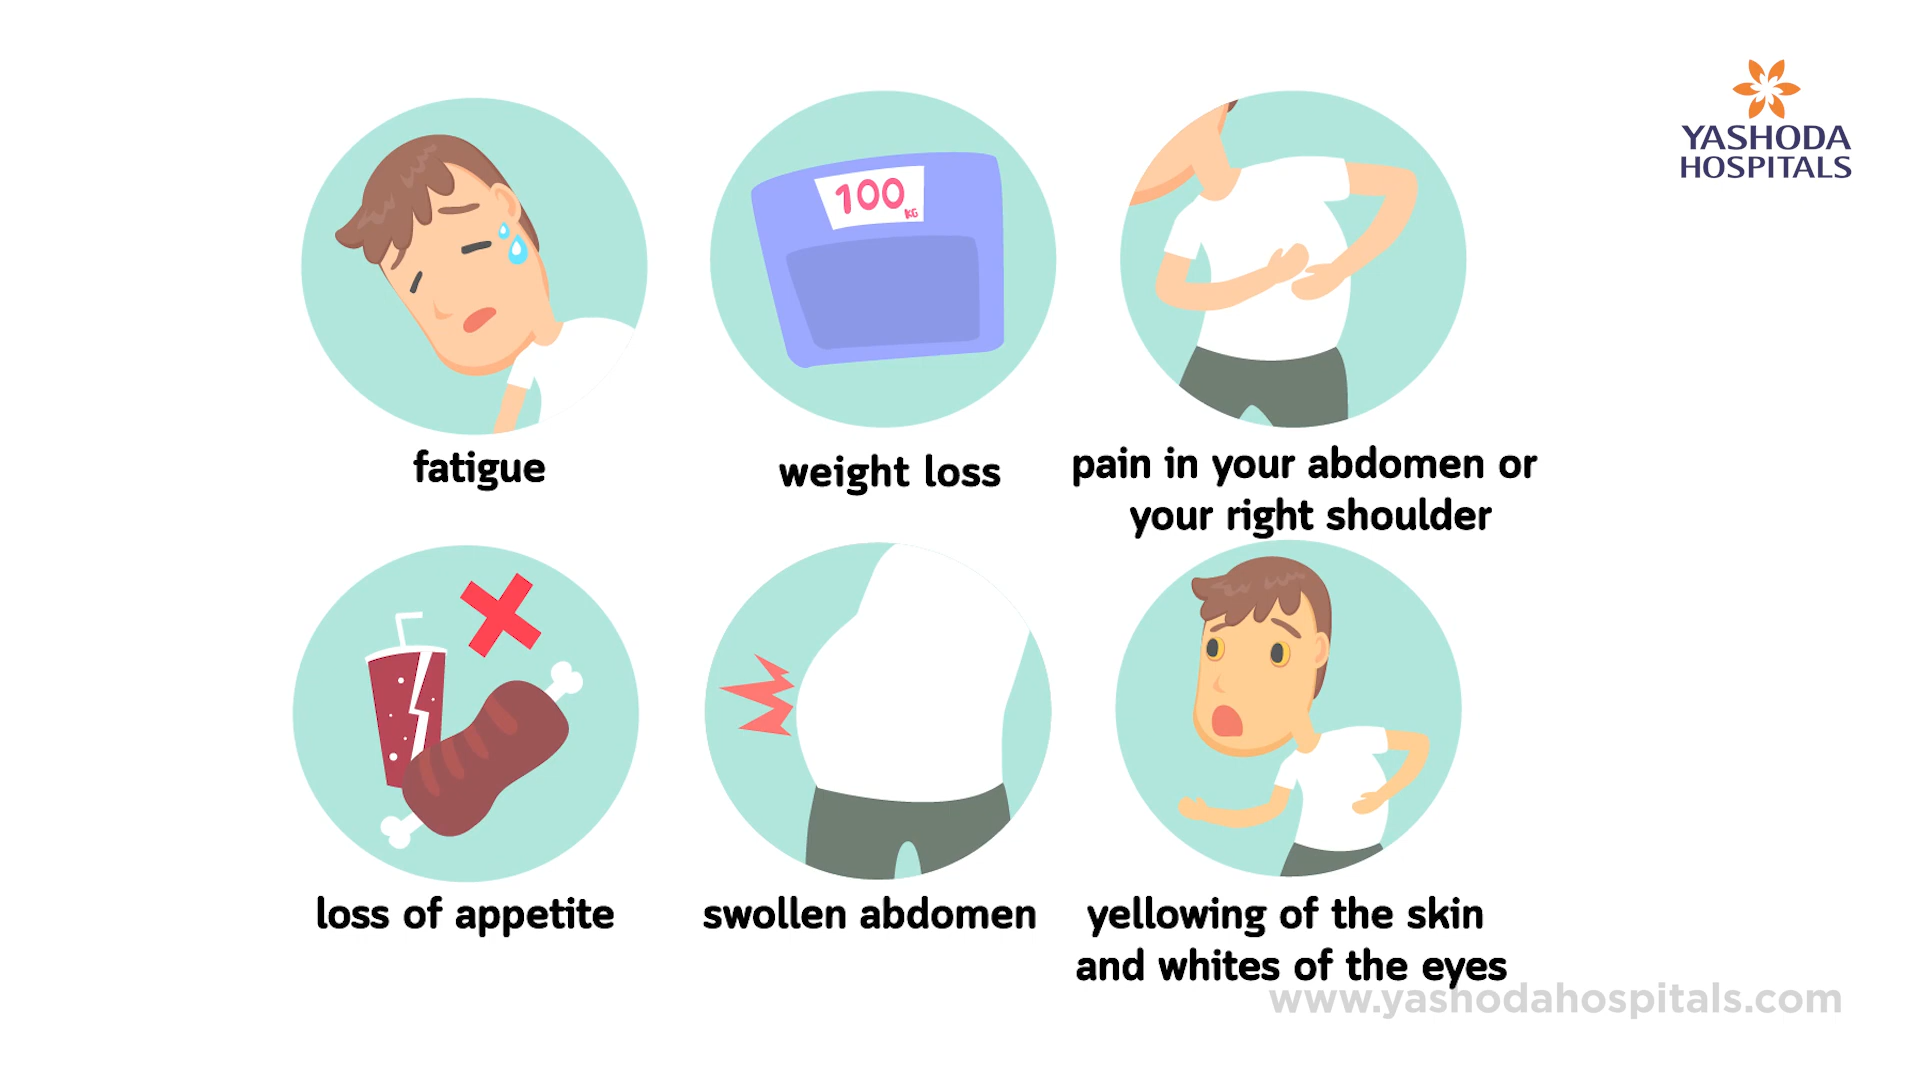 YASHODA
HOSPITALS
100
KG
fatigue
weight loss
pain in your abdomen or
your right shoulder
loss of appetite
swollen abdomen
yellowing of the skin
and whites of the eyes
www.yashodahospitals.com